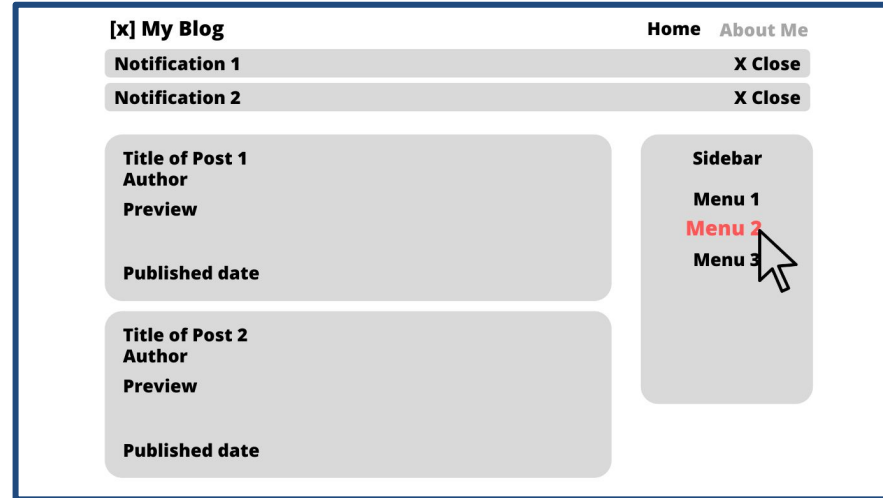 [x] My Blog Home About Me
Notification 1 X Close
Notification 2 X Close
Title of Post 1
Author
Preview
Published date
Title of Post 2
Author
Preview
Published date
Sidebar
Menu 1
Menu 2
Menu 3